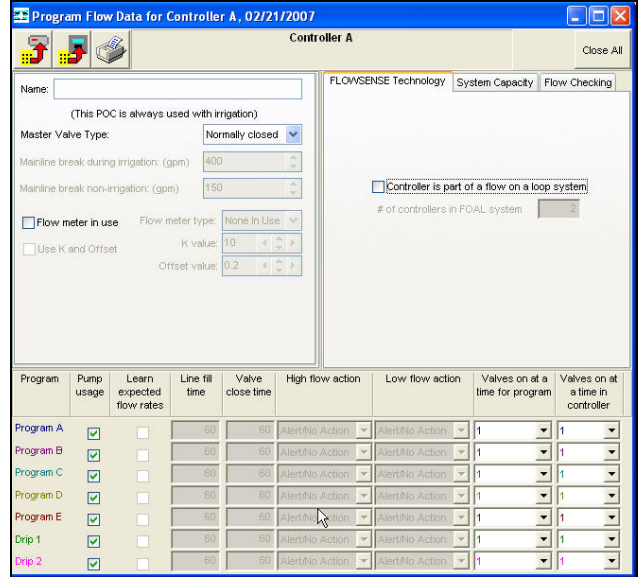 Program Flow Data for Controller A, 02/21/2007
Controller A
Close All
Name:
(This POC is always used with irrigation)
Master Valve Type: Normally closed
Mainline break during irrigation: (gpm) 400
Mainline break non-irrigation: (gpm) 150
Flow meter in use Flow meter type: None In Use
Use K and Offset K value: 10
Offset value: 0.2
FLOWSENSE Technology System Capacity Flow Checking
Controller is part of a flow on a loop system
# of controllers in FOAL system 2
Program Pump usage Learn expected flow rates Line fill time Valve close time High flow action Low flow action Valves on at a time for program Valves on at a time in controller
Program A 60 60 Alert/No Action Alert/No Action 1 1
Program B 60 60 Alert/No Action Alert/No Action 1 1
Program C 60 60 Alert/No Action Alert/No Action 1 1
Program D 60 60 Alert/No Action Alert/No Action 1 1
Program E 60 60 Alert/No Action Alert/No Action 1 1
Drip 1 60 60 Alert/No Action Alert/No Action 1 1
Drip 2 60 60 Alert/No Action Alert/No Action 1 1